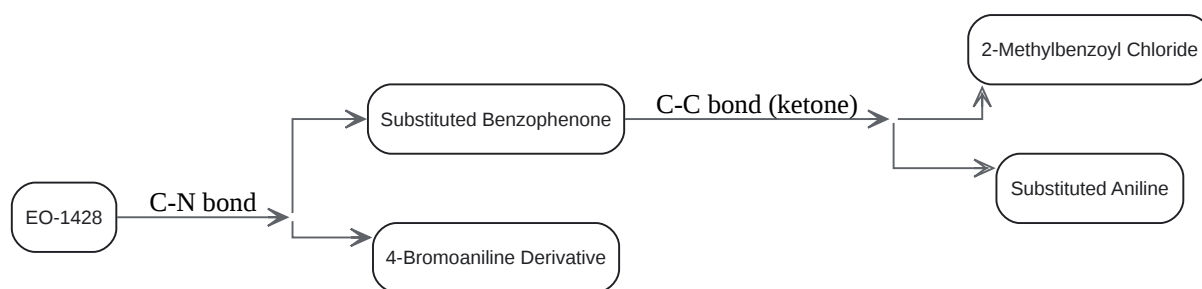 2-Methylbenzoyl Chloride
Substituted Benzophenone
C-C bond (ketone)
EO-1428
C-N bond
Substituted Aniline
4-Bromoaniline Derivative